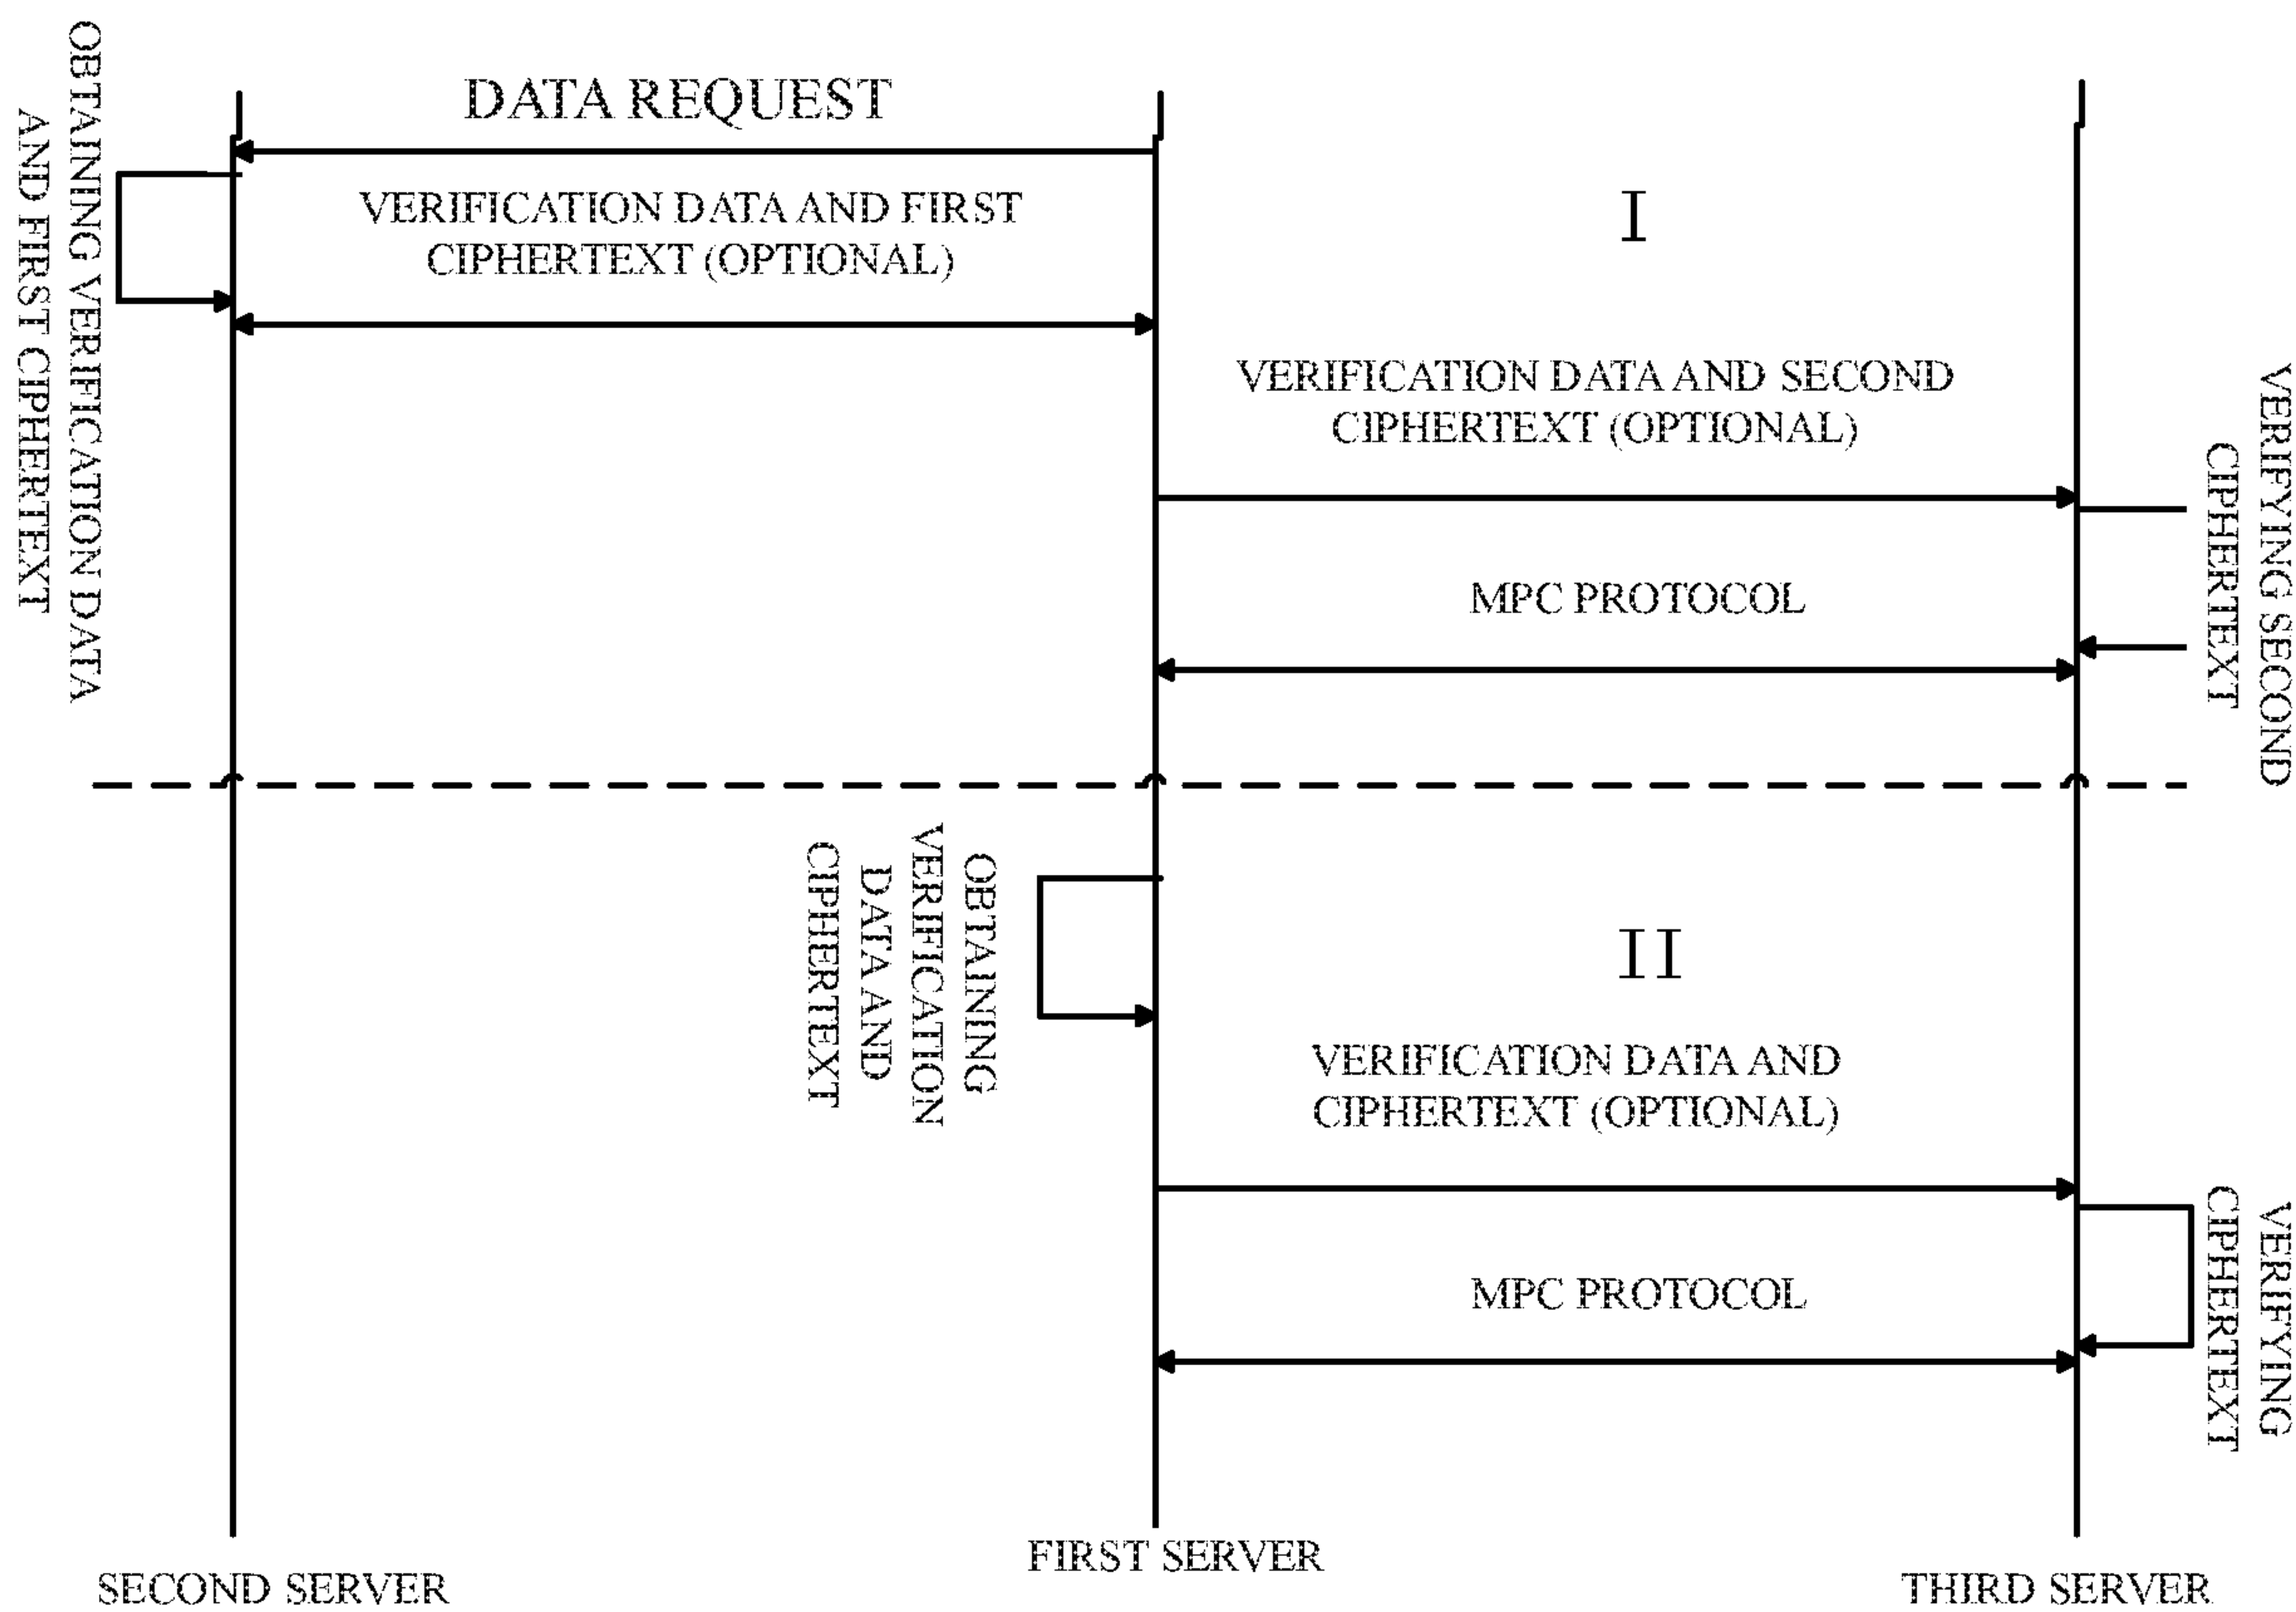 OBTAINING VERIFICATION DATA
AND FIRST CIPHERTEXT
DATA REQUEST
VERIFICATION DATA AND FIRST
CIPHERTEXT (OPTIONAL)
I
VERIFICATION DATA AND SECOND
CIPHERTEXT (OPTIONAL)
VERIFYING SECOND
CIPHERTEXT
MPC PROTOCOL
OBTAINING
VERIFICATION
DATA AND
CIPHERTEXT
II
VERIFICATION DATA AND
CIPHERTEXT (OPTIONAL)
VERIFYING
CIPHERTEXT
MPC PROTOCOL
SECOND SERVER
FIRST SERVER
THIRD SERVER